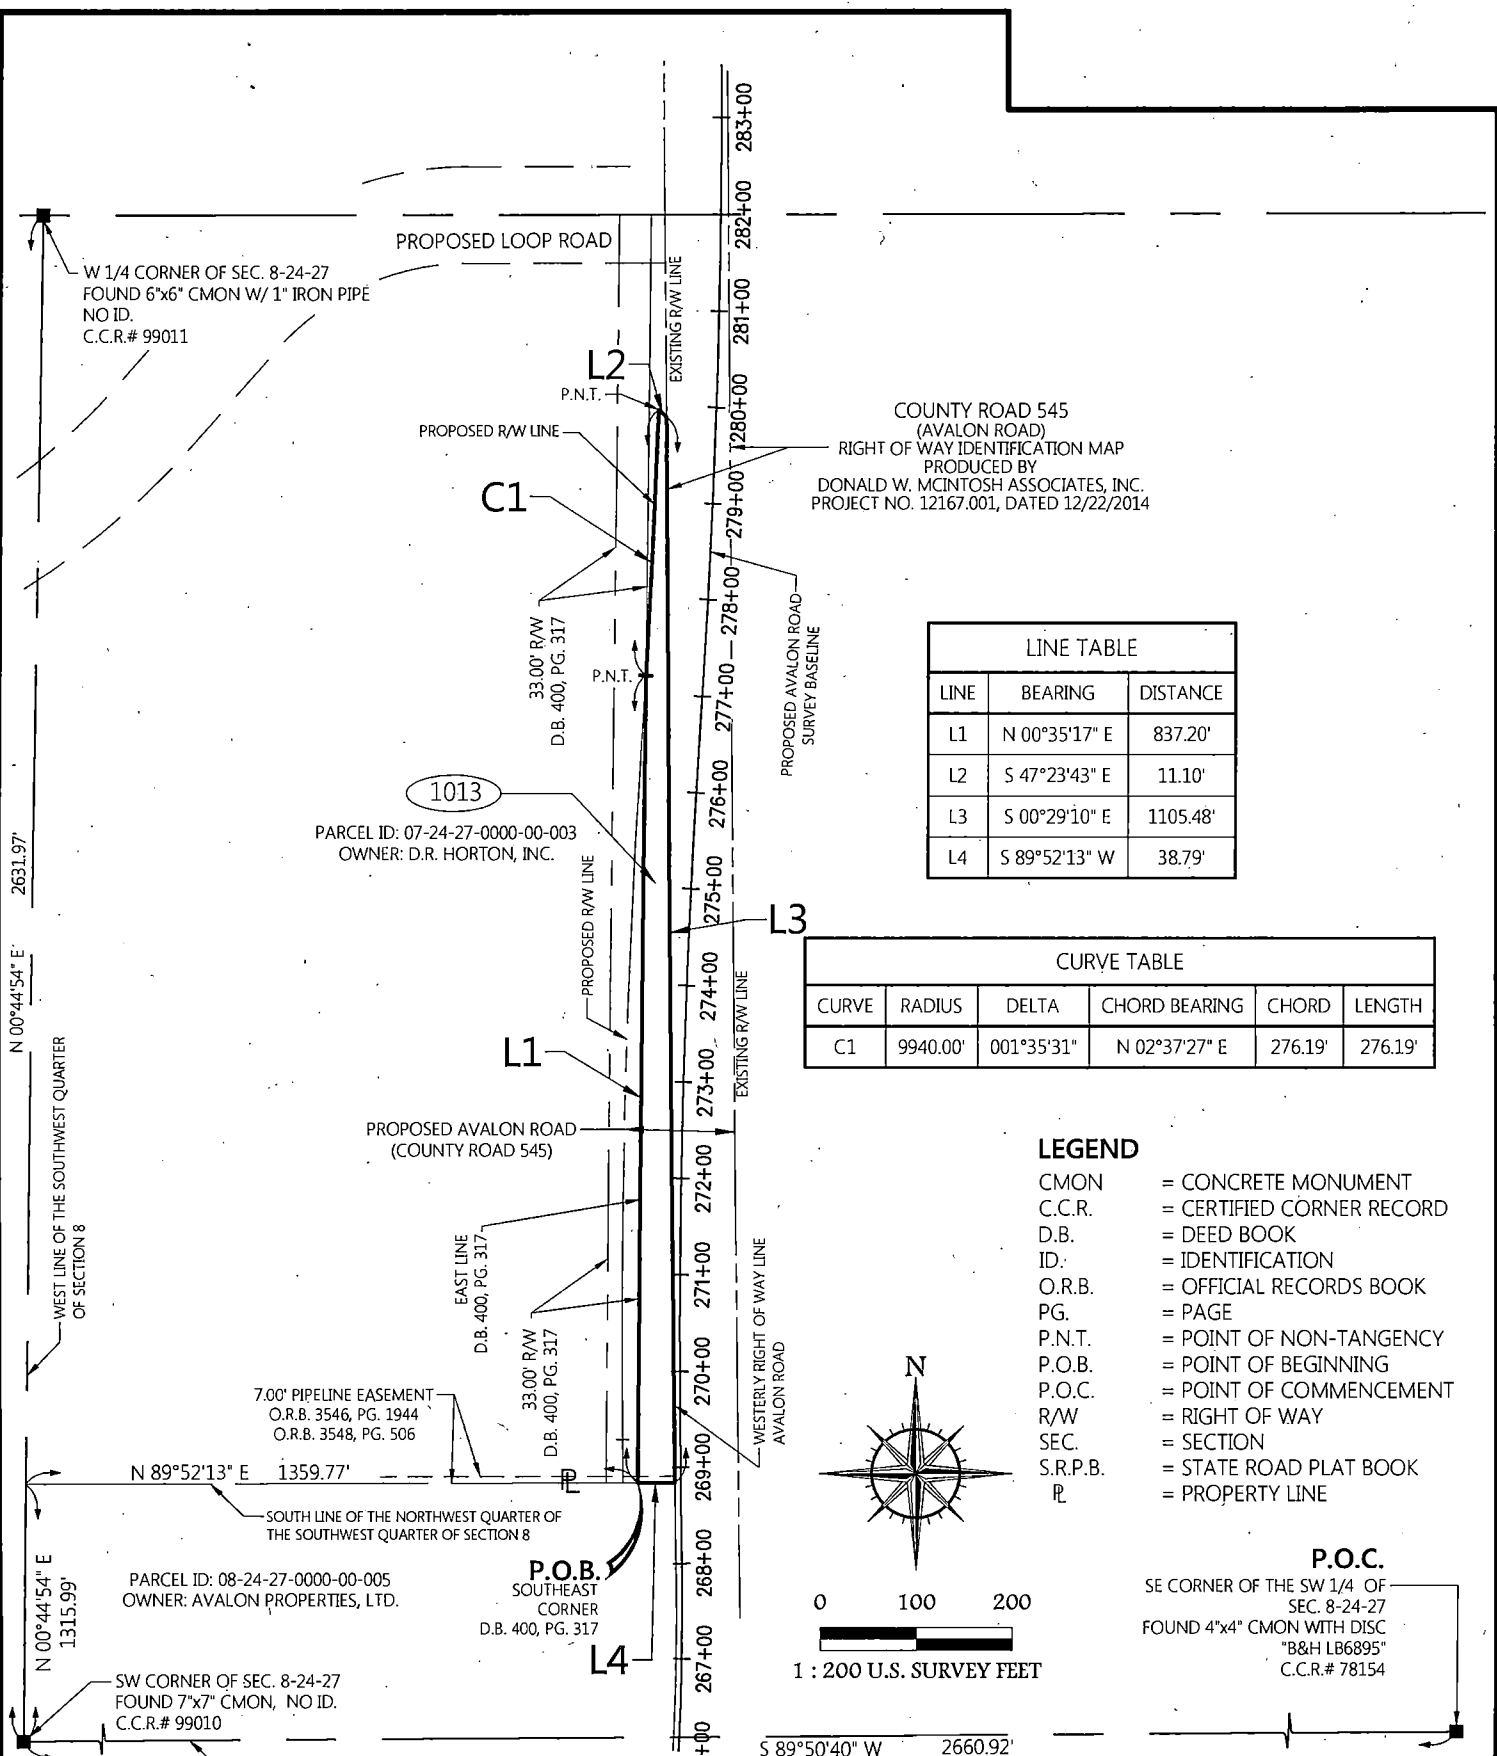 283+00
282+00
281+00
280+00
279+00
278+00
277+00
276+00
275+00
274+00
273+00
272+00
271+00
270+00
269+00
268+00
267+00
+00
PROPOSED LOOP ROAD
W 1/4 CORNER OF SEC. 8-24-27
FOUND 6"x6" CMON W/ 1" IRON PIPE
NO ID.
C.C.R.# 99011
EXISTING R/W LINE
L2
P.N.T.
PROPOSED R/W LINE
C1
COUNTY ROAD 545
(AVALON ROAD)
RIGHT OF WAY IDENTIFICATION MAP
PRODUCED BY
DONALD W. MCINTOSH ASSOCIATES, INC.
PROJECT NO. 12167.001, DATED 12/22/2014
33.00' R/W
D.B. 400, PG. 317
P.N.T.
PROPOSED AVALON ROAD
SURVEY BASELINE
LINE TABLE
LINE BEARING DISTANCE
L1 N 00°35'17" E 837.20'
L2 S 47°23'43" E 11.10'
L3 S 00°29'10" E 1105.48'
L4 S 89°52'13" W 38.79'
1013
PARCEL ID: 07-24-27-0000-00-003
OWNER: D.R. HORTON, INC.
N 00°44'54" E 2631.97'
PROPOSED R/W LINE
L3
CURVE TABLE
CURVE RADIUS DELTA CHORD BEARING CHORD LENGTH
C1 9940.00' 001°35'31" N 02°37'27" E 276.19' 276.19'
EXISTING R/W LINE
L1
WEST LINE OF THE SOUTHWEST QUARTER
OF SECTION 8
PROPOSED AVALON ROAD
(COUNTY ROAD 545)
EAST LINE
D.B. 400, PG. 317
33.00' R/W
D.B. 400, PG. 317
WESTERLY RIGHT OF WAY LINE
AVALON ROAD
LEGEND
CMON = CONCRETE MONUMENT
C.C.R. = CERTIFIED CORNER RECORD
D.B. = DEED BOOK
ID. = IDENTIFICATION
O.R.B. = OFFICIAL RECORDS BOOK
PG. = PAGE
P.N.T. = POINT OF NON-TANGENCY
P.O.B. = POINT OF BEGINNING
P.O.C. = POINT OF COMMENCEMENT
R/W = RIGHT OF WAY
SEC. = SECTION
S.R.P.B. = STATE ROAD PLAT BOOK
PL = PROPERTY LINE
N
7.00' PIPELINE EASEMENT
O.R.B. 3546, PG. 1944
O.R.B. 3548, PG. 506
N 89°52'13" E 1359.77'
PL
SOUTH LINE OF THE NORTHWEST QUARTER OF
THE SOUTHWEST QUARTER OF SECTION 8
N 00°44'54" E
1315.99'
PARCEL ID: 08-24-27-0000-00-005
OWNER: AVALON PROPERTIES, LTD.
P.O.B.
SOUTHEAST
CORNER
D.B. 400, PG. 317
L4
0 100 200
1 : 200 U.S. SURVEY FEET
P.O.C.
SE CORNER OF THE SW 1/4 OF
SEC. 8-24-27
FOUND 4"x4" CMON WITH DISC
"B&H LB6895"
C.C.R.# 78154
SW CORNER OF SEC. 8-24-27
FOUND 7"x7" CMON, NO ID.
C.C.R.# 99010
S 89°50'40" W 2660.92'